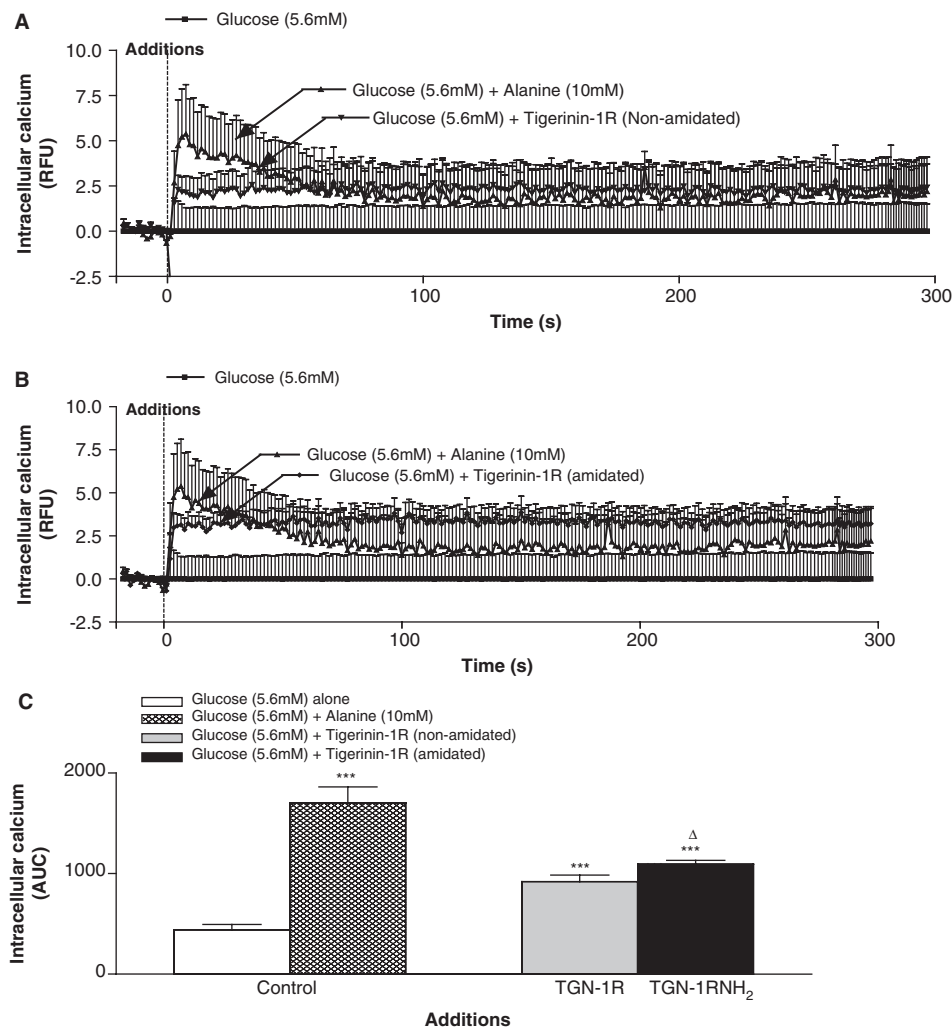 A
Glucose (5.6mM)
Additions
Glucose (5.6mM) + Alanine (10mM)
Glucose (5.6mM) + Tigerinin-1R (Non-amidated)
Intracellular calcium
(RFU)
10.0
7.5
5.0
2.5
0.0
-2.5
0
100
200
300
Time (s)
B
Glucose (5.6mM)
Additions
Glucose (5.6mM) + Alanine (10mM)
Glucose (5.6mM) + Tigerinin-1R (amidated)
Intracellular calcium
(RFU)
10.0
7.5
5.0
2.5
0.0
-2.5
0
100
200
300
Time (s)
C
Glucose (5.6mM) alone
Glucose (5.6mM) + Alanine (10mM)
Glucose (5.6mM) + Tigerinin-1R (non-amidated)
Glucose (5.6mM) + Tigerinin-1R (amidated)
Intracellular calcium
(AUC)
2000
1000
0
***
***
Δ
***
Control
TGN-1R
TGN-1RNH₂
Additions